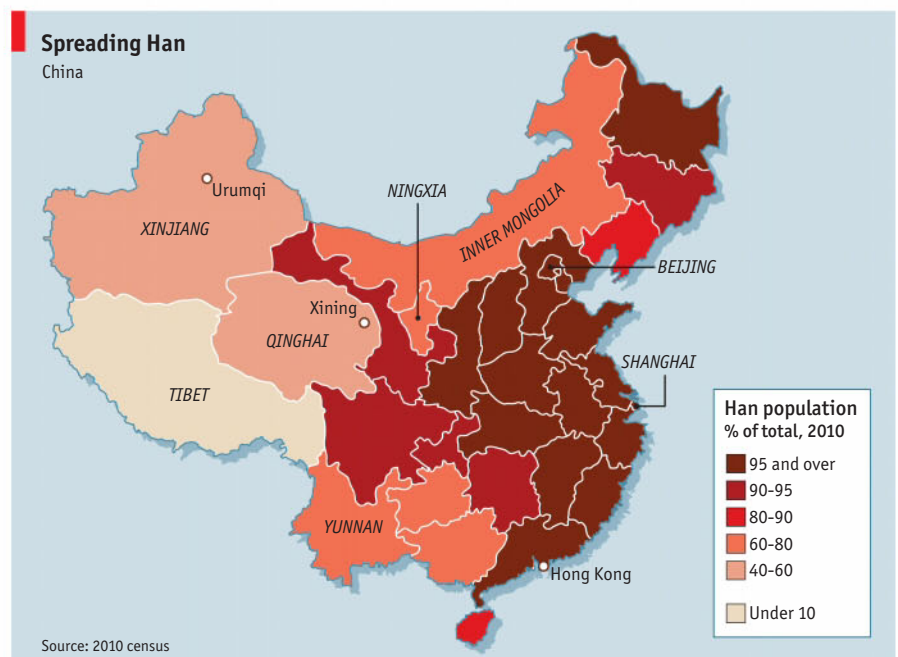 Spreading Han
China
Urumqi
XINJIANG
NINGXIA
INNER MONGOLIA
BEIJING
Xining
QINGHAI
TIBET
SHANGHAI
YUNNAN
Hong Kong
Han population
% of total, 2010
95 and over
90-95
80-90
60-80
40-60
Under 10
Source: 2010 census